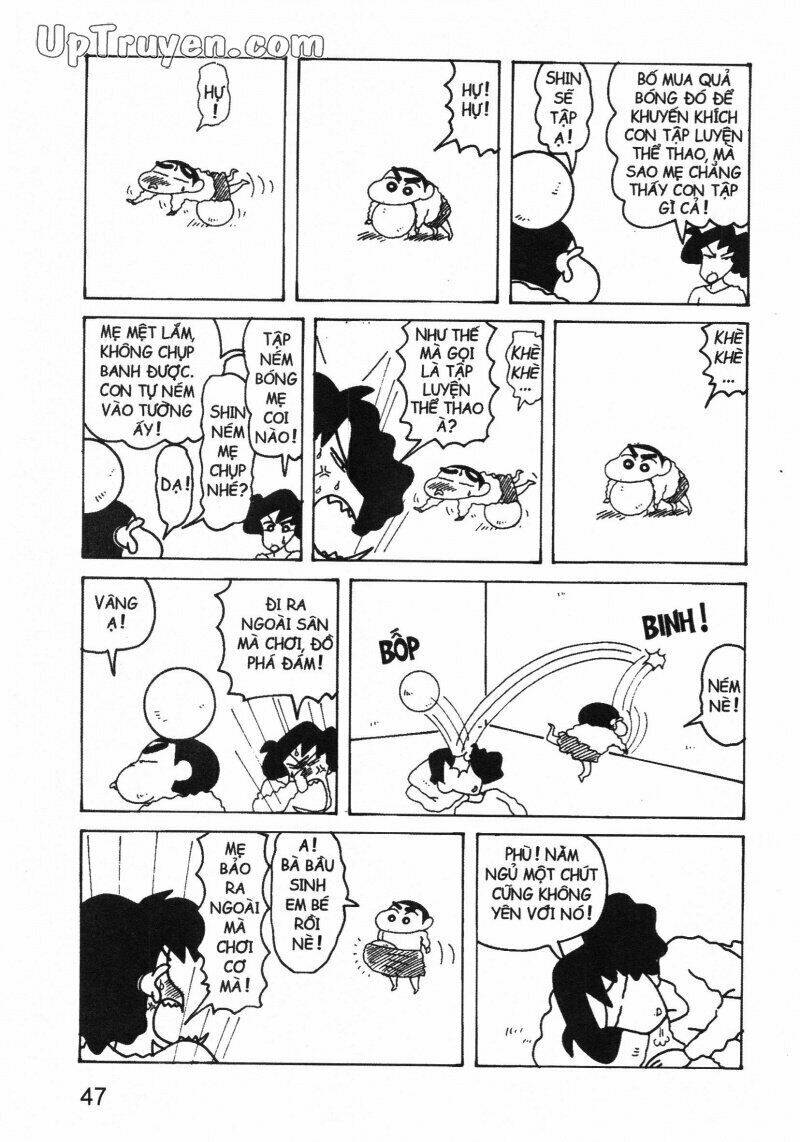 UpTruyen.com
BỐ MUA QUẢ
BÓNG ĐÓ ĐỂ
KHUYẾN KHÍCH
CON TẬP LUYỆN
THỂ THAO, MÀ
SAO MẸ CHẲNG
THẤY CON TẬP
GÌ CẢ!
SHIN
SẼ
TẬP
Ạ!
HỰ!
HỰ!
HỰ
!
KHÈ
KHÈ
...
KHÈ
KHÈ
...
NHƯ THẾ
MÀ GỌI
LÀ TẬP
LUYỆN
THỂ THAO
À?
TẬP
NÉM
BÓNG
MẸ
COI
NÀO!
SHIN
NÉM
MẸ
CHỤP
NHÉ?
MẸ MỆT LẮM,
KHÔNG CHỤP
BANH ĐƯỢC.
CON TỰ NÉM
VÀO TƯỜNG
ẤY!
DẠ!
NÉM
NÈ!
BINH!
BỐP
ĐI RA
NGOÀI SÂN
MÀ CHƠI, ĐỒ
PHÁ ĐÁM!
VÂNG
Ạ!
PHÙ! NẰM
NGỦ MỘT CHÚT
CŨNG KHÔNG
YÊN VỚI NÓ!
A!
BÀ BẦU
SINH
EM BÉ
RỒI
NÈ!
MẸ
BẢO
RA
NGOÀI
MÀ
CHƠI
CƠ
MÀ!
47